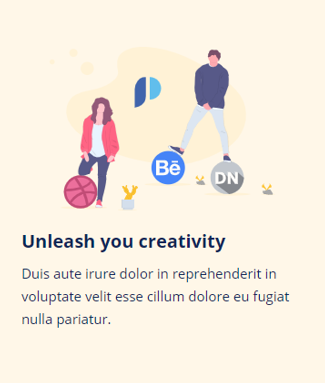 Bē
DN
Unleash you creativity
Duis aute irure dolor in reprehenderit in
voluptate velit esse cillum dolore eu fugiat
nulla pariatur.